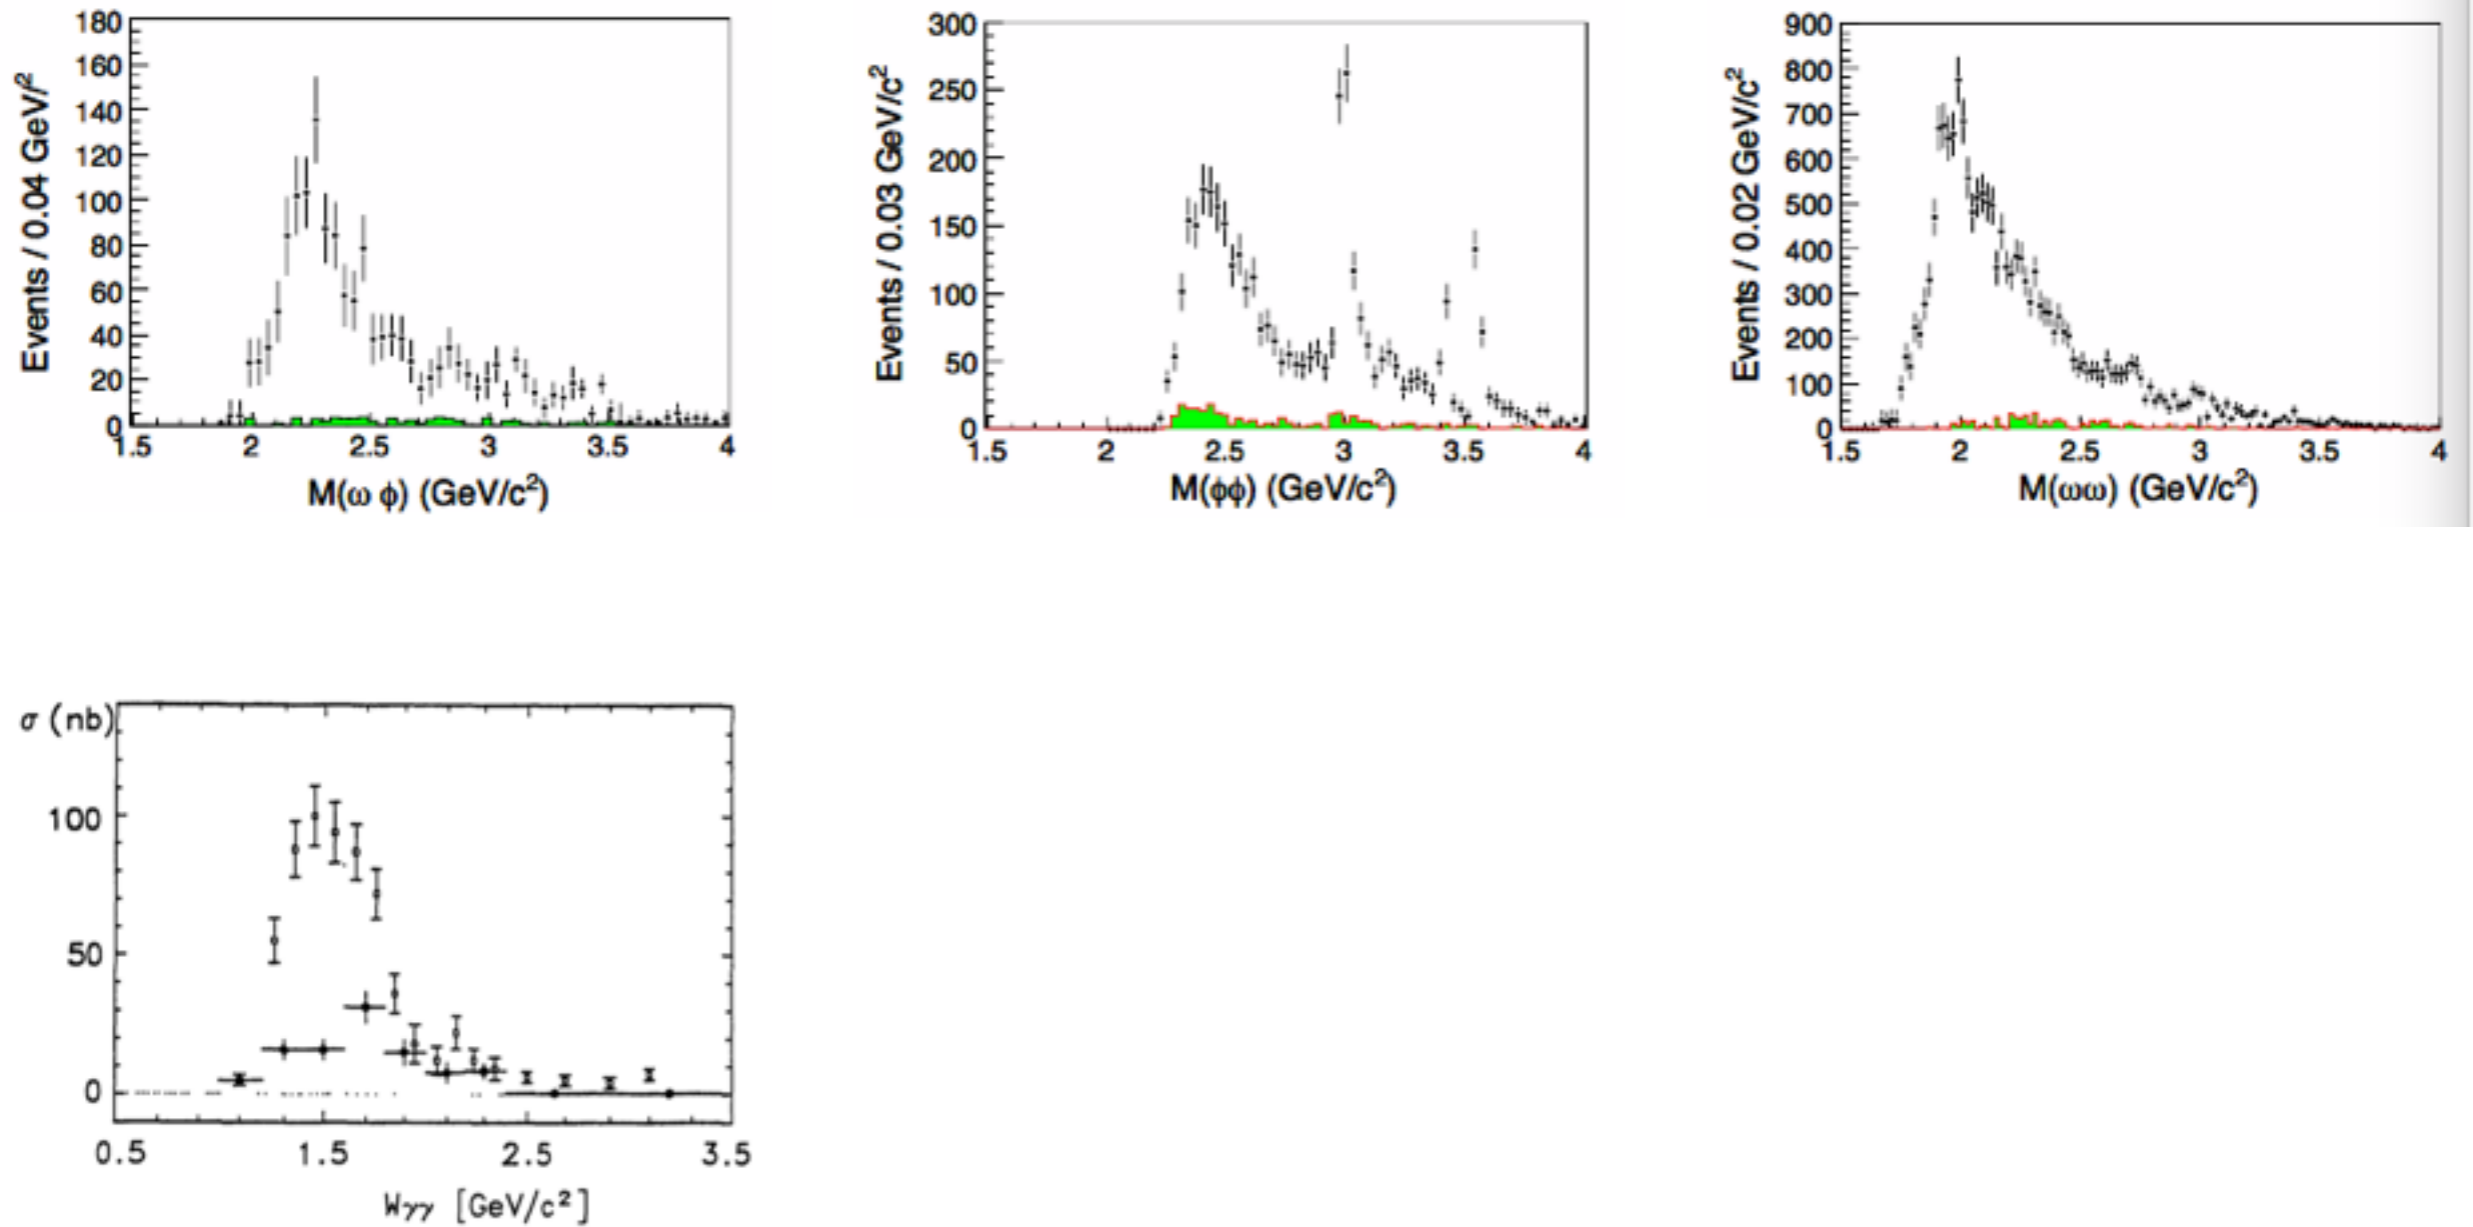 180
160
140
120
100
80
60
40
20
0
Events / 0.04 GeV/²
1.5 2 2.5 3 3.5 4
M(ω ϕ) (GeV/c²)
300
250
200
150
100
50
0
Events / 0.03 GeV/c²
1.5 2 2.5 3 3.5 4
M(ϕϕ) (GeV/c²)
900
800
700
600
500
400
300
200
100
0
Events / 0.02 GeV/c²
1.5 2 2.5 3 3.5 4
M(ωω) (GeV/c²)
σ (nb)
100
50
0
0.5 1.5 2.5 3.5
Wγγ [GeV/c²]